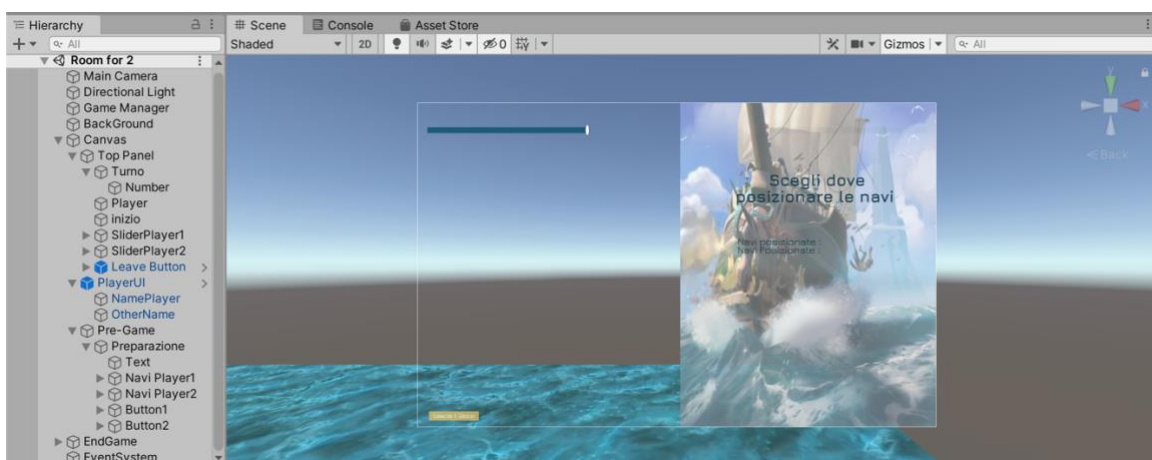 Hierarchy
All
Room for 2
Main Camera
Directional Light
Game Manager
BackGround
Canvas
Top Panel
Turno
Number
Player
inizio
SliderPlayer1
SliderPlayer2
Leave Button
PlayerUI
NamePlayer
OtherName
Pre-Game
Preparazione
Text
Navi Player1
Navi Player2
Button1
Button2
EndGame
EventSystem
Scene Console Asset Store
Shaded 2D 0 Gizmos All
y
x
Back
Scegli dove
posizionare le navi
Navi posizionate :
Navi Posizionate :